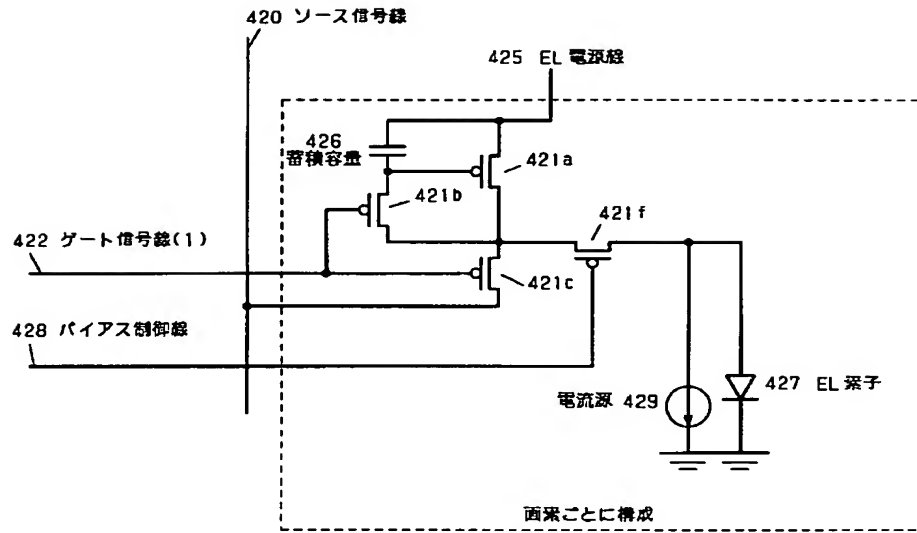 420 ソース信号線
425 EL 電源線
426
蓄積容量
421a
421b
421f
422 ゲート信号線(1)
421c
428 バイアス制御線
電流源 429
427 EL 素子
画素ごとに構成